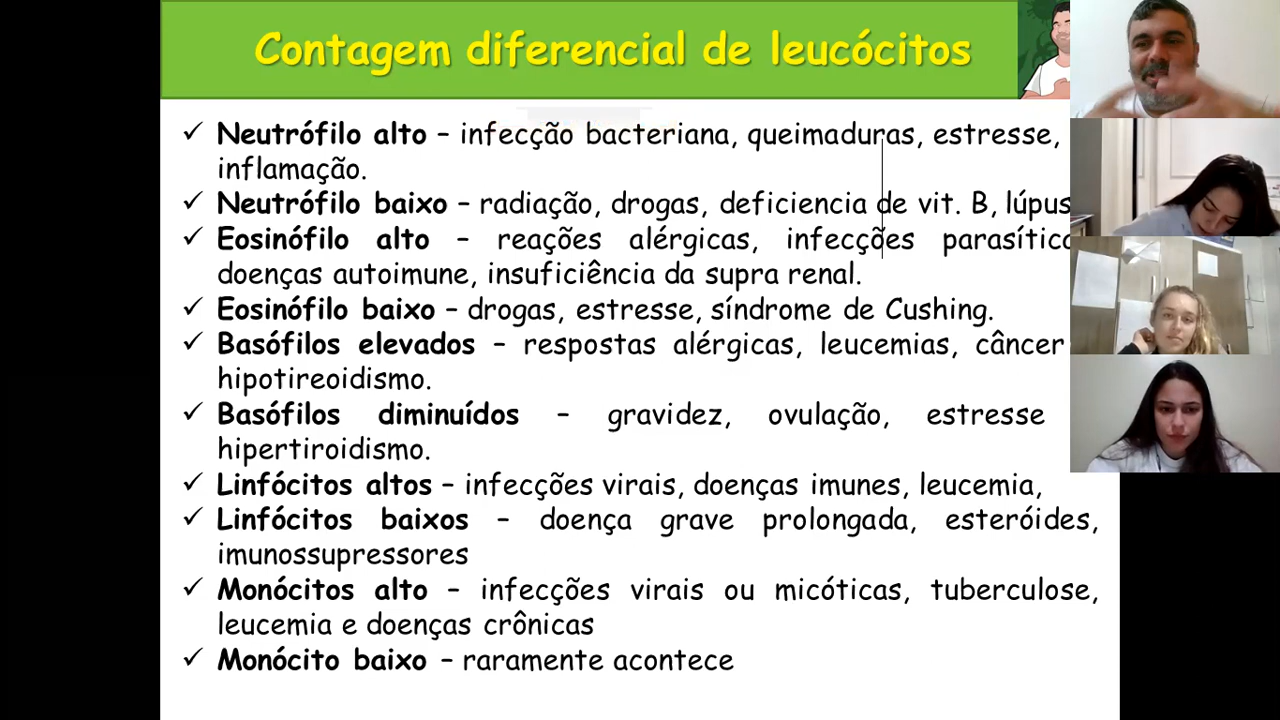 Contagem diferencial de leucócitos
✓ Neutrófilo alto – infecção bacteriana, queimaduras, estresse,
inflamação.
✓ Neutrófilo baixo – radiação, drogas, deficiencia de vit. B, lúpus
✓ Eosinófilo alto – reações alérgicas, infecções
doenças autoimune, insuficiência da supra renal.
✓ Eosinófilo baixo – drogas, estresse, síndrome de Cushing.
✓ Basófilos elevados – respostas alérgicas, leucemias, câncer
hipotireoidismo.
✓ Basófilos diminuídos – gravidez, ovulação, estresse
hipertiroidismo.
✓ Linfócitos altos – infecções virais, doenças imunes, leucemia,
✓ Linfócitos baixos – doença grave prolongada, esteróides,
imunossupressores
✓ Monócitos alto – infecções virais ou micóticas, tuberculose,
leucemia e doenças crônicas
✓ Monócito baixo – raramente acontece